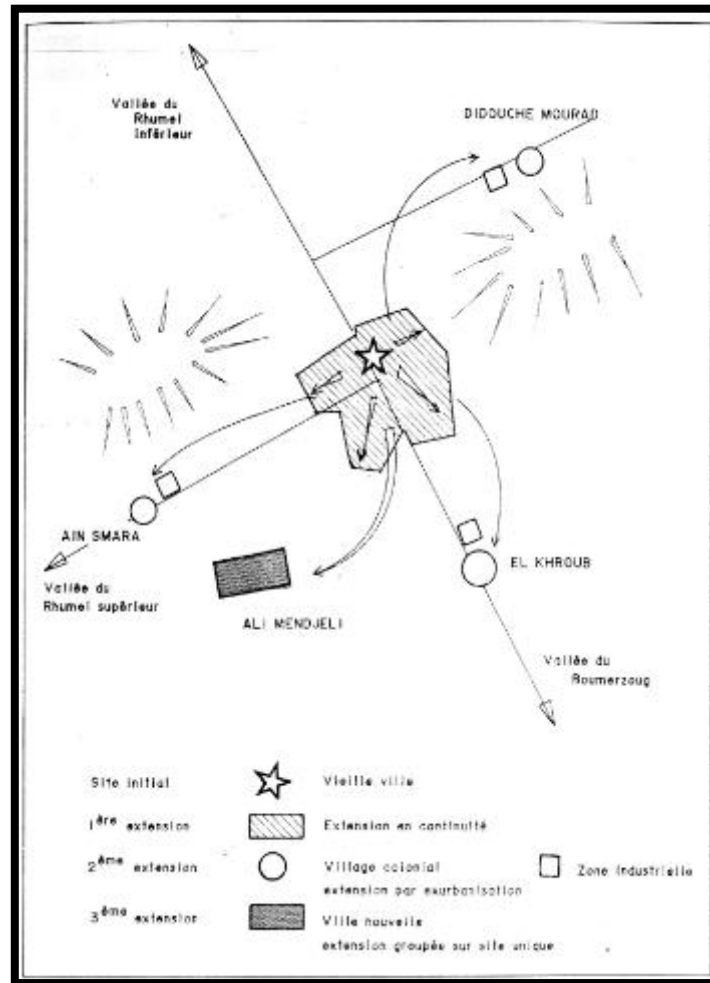 Vallée du
Rhumel
inférieur
DIDOUCHE MOURAD
AIN SMARA
Vallée du
Rhumel supérieur
ALI MENDJELI
EL KHROUB
Vallée du
Boumerzoug
Site initial
Vieille ville
1ère extension
Extension en continuité
2ème extension
Village colonial
extension par exurbanisation
Zone industrielle
3ème extension
Ville nouvelle
extension groupée sur site unique